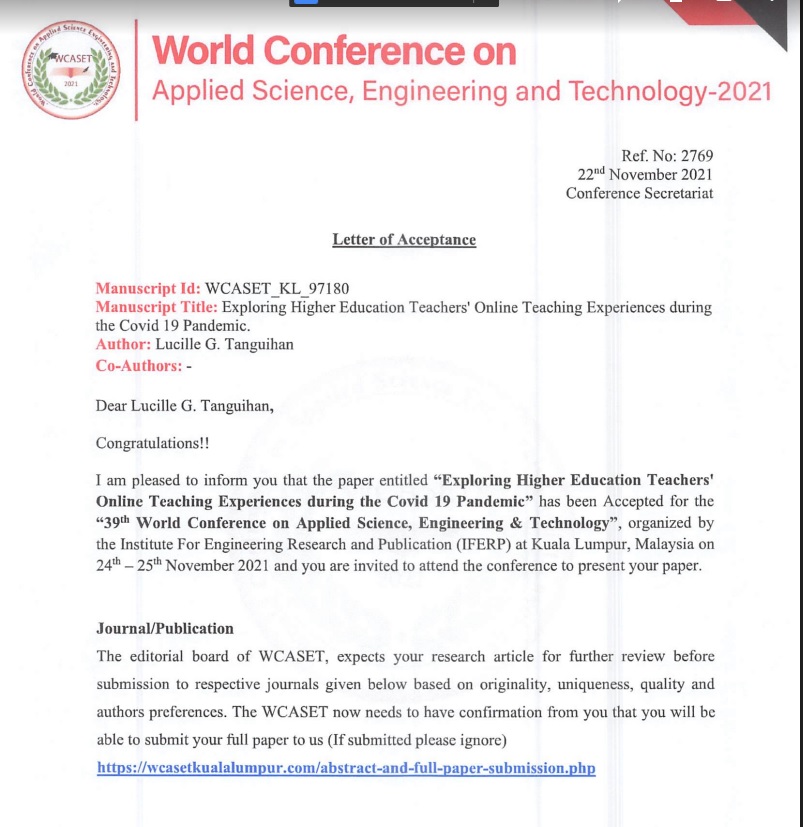 World Conference on Applied Science Engineering and Technology
WCASET
2021
World Conference on
Applied Science, Engineering and Technology-2021
Ref. No: 2769
22nd November 2021
Conference Secretariat
Letter of Acceptance
Manuscript Id: WCASET_KL_97180
Manuscript Title: Exploring Higher Education Teachers' Online Teaching Experiences during
the Covid 19 Pandemic.
Author: Lucille G. Tanguihan
Co-Authors: -
Dear Lucille G. Tanguihan,
Congratulations!!
I am pleased to inform you that the paper entitled “Exploring Higher Education Teachers'
Online Teaching Experiences during the Covid 19 Pandemic” has been Accepted for the
“39th World Conference on Applied Science, Engineering & Technology”, organized by
the Institute For Engineering Research and Publication (IFERP) at Kuala Lumpur, Malaysia on
24th – 25th November 2021 and you are invited to attend the conference to present your paper.
Journal/Publication
The editorial board of WCASET, expects your research article for further review before
submission to respective journals given below based on originality, uniqueness, quality and
authors preferences. The WCASET now needs to have confirmation from you that you will be
able to submit your full paper to us (If submitted please ignore)
https://wcasetkualalumpur.com/abstract-and-full-paper-submission.php